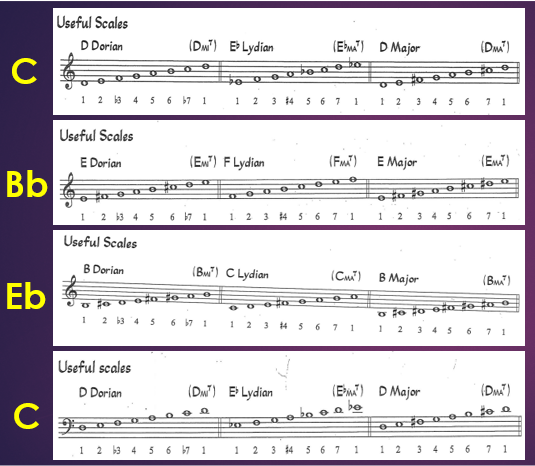 Useful Scales
D Dorian (DMI7) E♭ Lydian (E♭MA7) D Major (DMA7)
C
1 2 ♭3 4 5 6 ♭7 1 1 2 3 ♯4 5 6 7 1 1 2 3 4 5 6 7 1
Useful Scales
E Dorian (EMI7) F Lydian (FMA7) E Major (EMA7)
Bb
1 2 ♭3 4 5 6 ♭7 1 1 2 3 ♯4 5 6 7 1 1 2 3 4 5 6 7 1
Useful Scales
B Dorian (BMI7) C Lydian (CMA7) B Major (BMA7)
Eb
1 2 ♭3 4 5 6 ♭7 1 1 2 3 ♯4 5 6 7 1 1 2 3 4 5 6 7 1
Useful scales
D Dorian (DMI7) E♭ Lydian (E♭MA7) D Major (DMA7)
C
1 2 ♭3 4 5 6 ♭7 1 1 2 3 ♯4 5 6 7 1 1 2 3 4 5 6 7 1